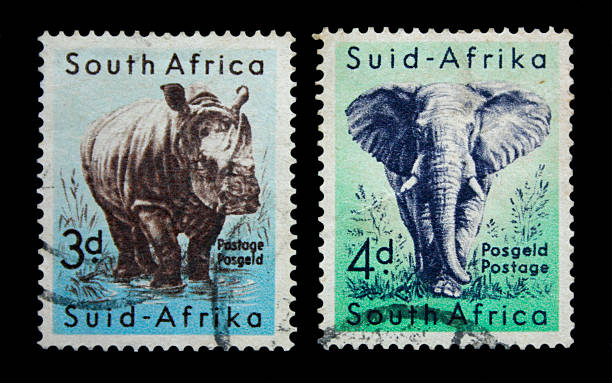 South Africa
3d.
Postage
Posgeld
Suid-Afrika
Suid-Afrika
4d.
Posgeld
Postage
South Africa